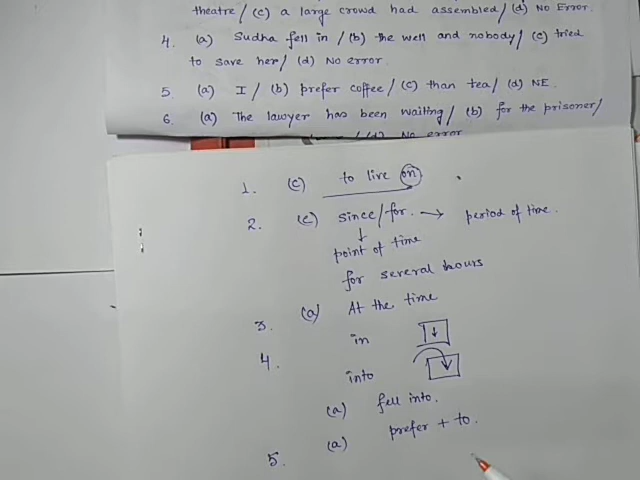 theatre/ (c) a large crowd had assembled/ (d) No Error.
4. (a) Sudha fell in / (b) the well and nobody/ (c) tried
to save her/ (d) No error.
5. (a) I/ (b) prefer coffee/ (c) than tea/ (d) NE.
6. (a) The lawyer has been waiting/ (b) for the prisoner/
/ (d) No error
1. (c) to live on
2. (c) since/for. → period of time.
↓
point of time
for several hours
3. (a) At the time
4. in
into
(a) fell into.
5. (a) prefer + to.